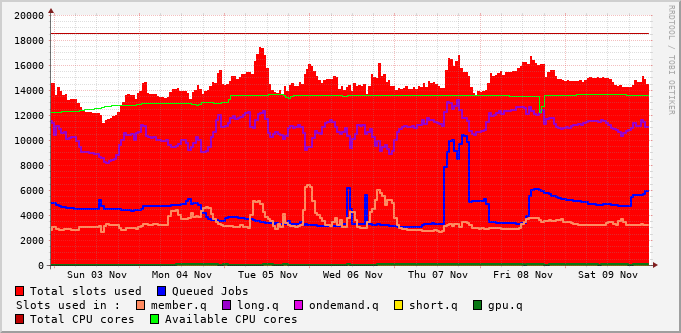 20000
18000
16000
14000
12000
10000
8000
6000
4000
2000
0
Sun 03 Nov Mon 04 Nov Tue 05 Nov Wed 06 Nov Thu 07 Nov Fri 08 Nov Sat 09 Nov
RRDTOOL / TOBI OETIKER
Total slots used Queued Jobs
Slots used in : member.q long.q ondemand.q short.q gpu.q
Total CPU cores Available CPU cores